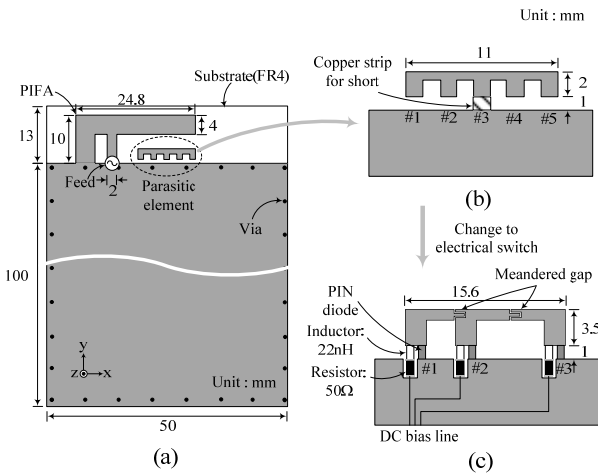 Unit : mm
Substrate(FR4)
PIFA
24.8
4
13
10
Feed
2
Parasitic
element
Via
100
y
z
x
Unit : mm
50
(a)
11
Copper strip
for short
2
1
#1 #2 #3 #4 #5
(b)
Change to
electrical switch
15.6
Meandered gap
PIN
diode
Inductor:
22nH
3.5
1
Resistor:
50Ω
#1 #2 #3
DC bias line
(c)